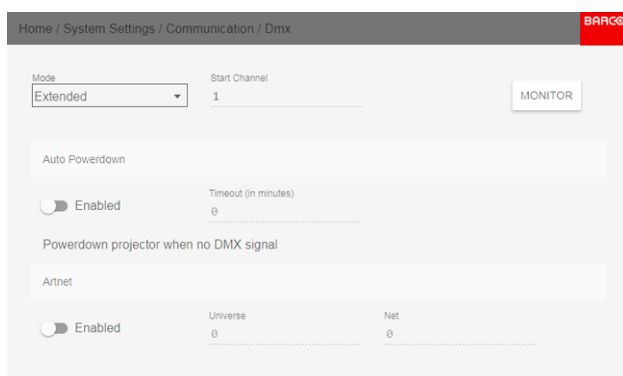 Home / System Settings / Communication / Dmx
BARCO
Mode
Start Channel
Extended
1
MONITOR
Auto Powerdown
Enabled
Timeout (in minutes)
0
Powerdown projector when no DMX signal
Artnet
Enabled
Universe
Net
0
0